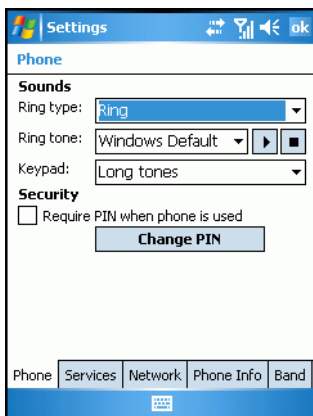 Settings ok
Phone
Sounds
Ring type: Ring
Ring tone: Windows Default
Keypad: Long tones
Security
Require PIN when phone is used
Change PIN
Phone Services Network Phone Info Band